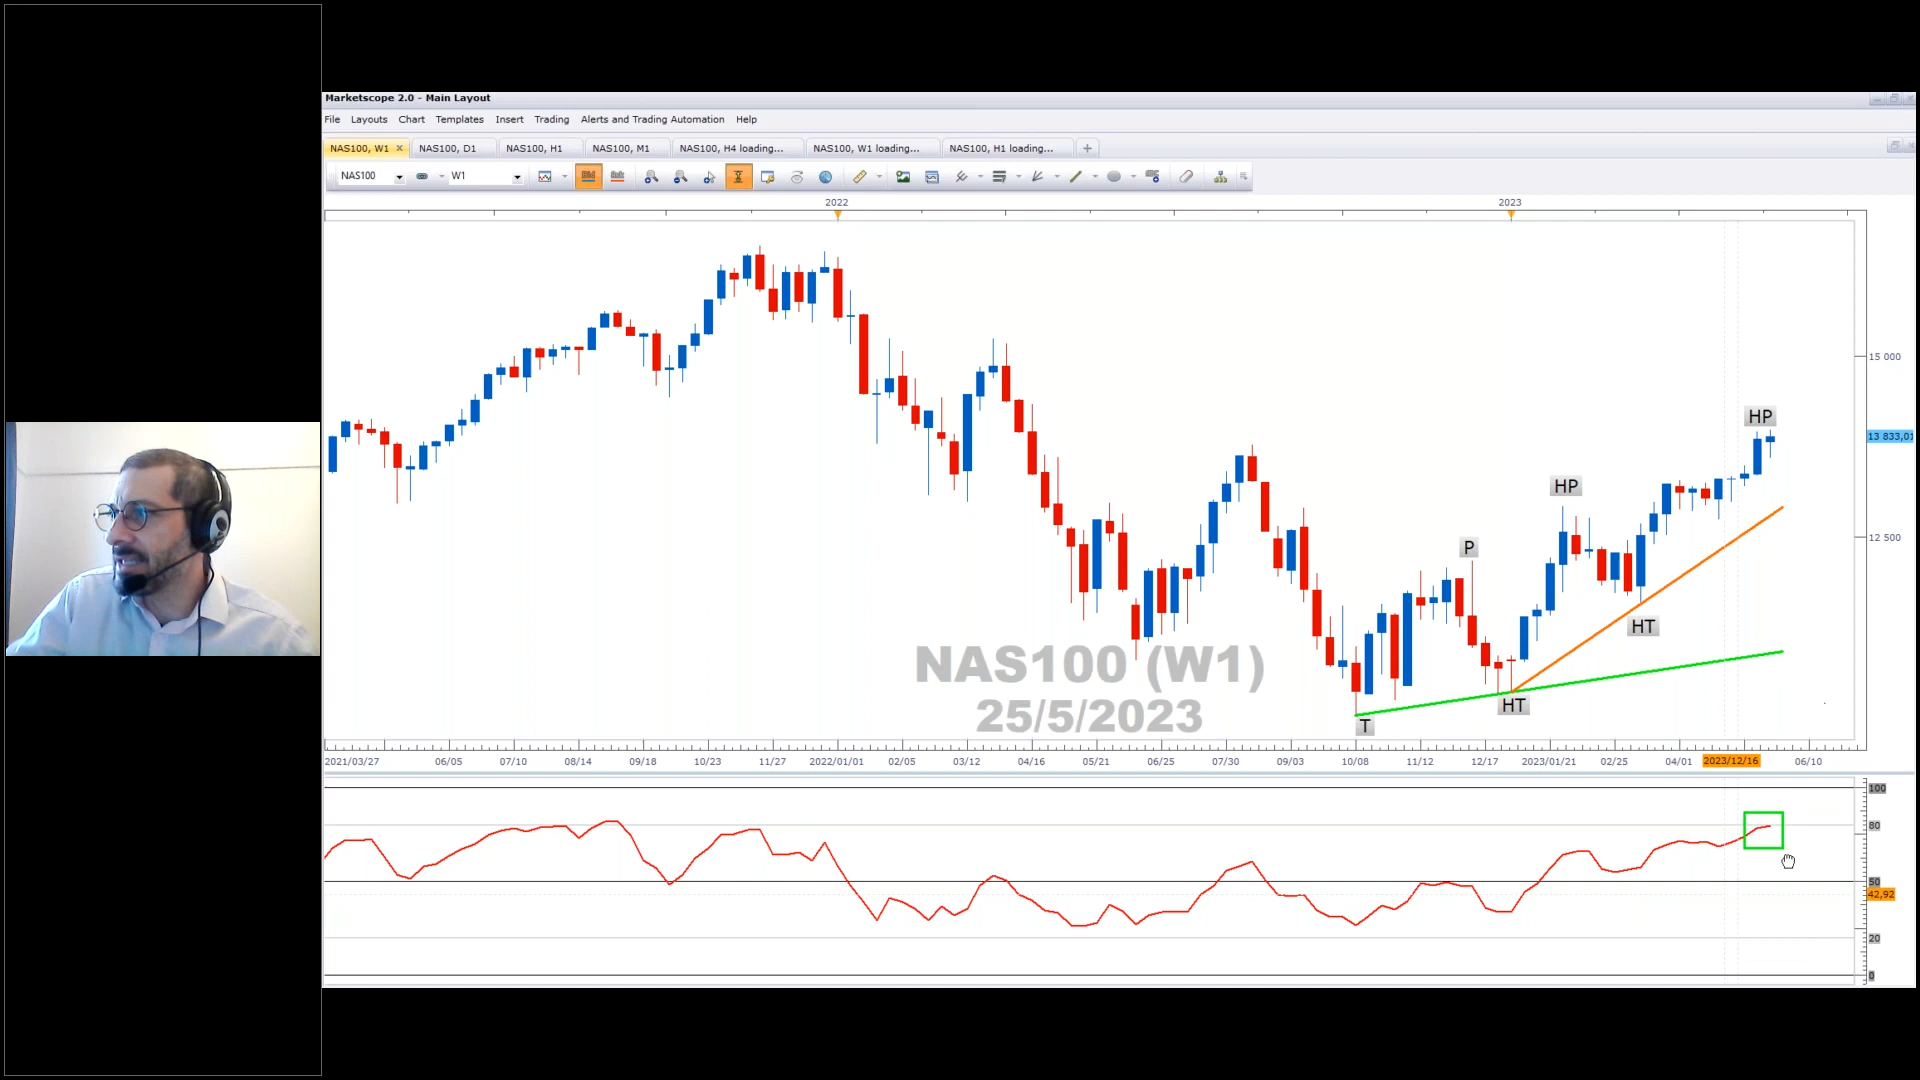 Marketscope 2.0 - Main Layout
File Layouts Chart Templates Insert Trading Alerts and Trading Automation Help
NAS100, W1 NAS100, D1 NAS100, H1 NAS100, M1 NAS100, H4 loading... NAS100, W1 loading... NAS100, H1 loading...
NAS100 W1
2022 2023
15 000
HP
13 833,01
HP
12 500
P
HT
NAS100 (W1)
HT
25/5/2023
T
2021/03/27 06/05 07/10 08/14 09/18 10/23 11/27 2022/01/01 02/05 03/12 04/16 05/21 06/25 07/30 09/03 10/08 11/12 12/17 2023/01/21 02/25 04/01 2023/12/16 06/10
100
80
50
42,92
20
0